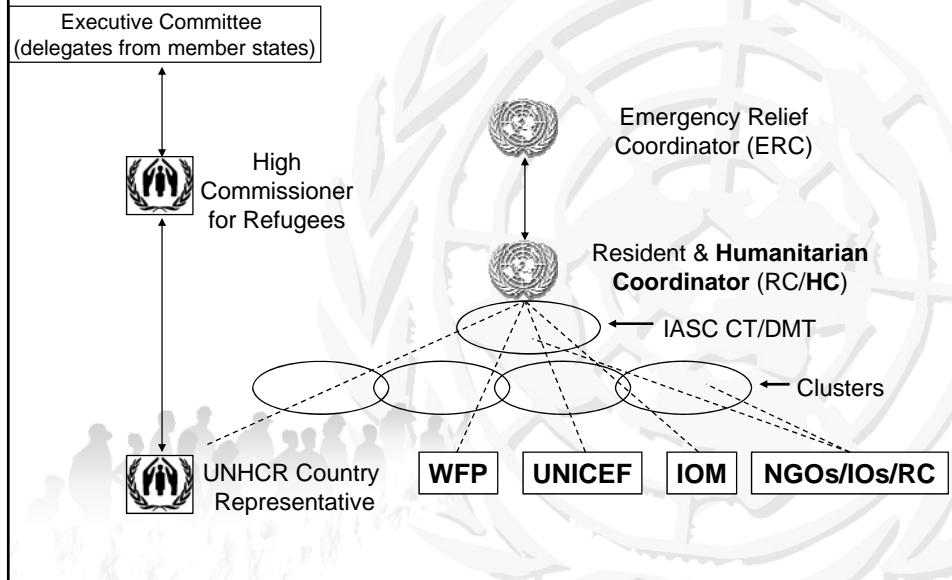 Executive Committee
(delegates from member states)
Emergency Relief
Coordinator (ERC)
High
Commissioner
for Refugees
Resident & Humanitarian
Coordinator (RC/HC)
IASC CT/DMT
Clusters
UNHCR Country
Representative
WFP
UNICEF
IOM
NGOs/IOs/RC